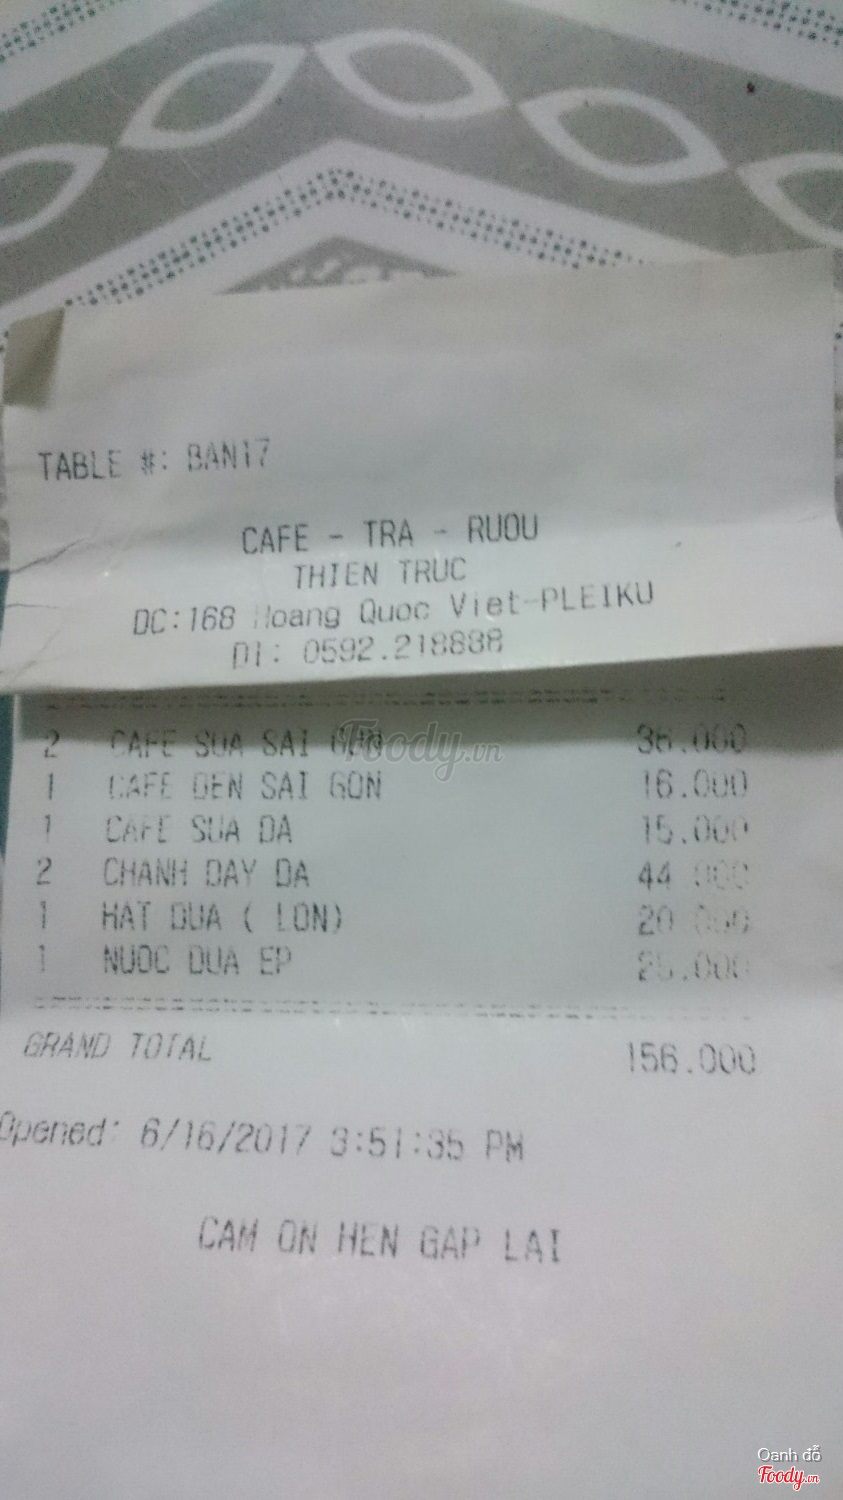 TABLE #: BAN17
CAFE - TRA - RUOU
THIEN TRUC
DC:168 Hoang Quoc Viet-PLEIKU
DT: 0592.218838
2 CAFE SUA SAI GON 36.000
1 CAFE DEN SAI GON 16.000
1 CAFE SUA DA 15.000
2 CHANH DAY DA 44.000
1 HAT DUA ( LON) 20.000
1 NUOC DUA EP 25.000
GRAND TOTAL 156.000
Opened: 6/16/2017 3:51:35 PM
CAM ON HEN GAP LAI
Foody.vn
Oanh đỗ
Foody.vn